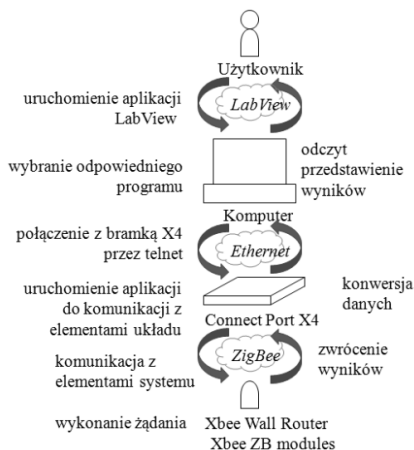 Użytkownik
uruchomienie aplikacji
LabView
LabView
wybranie odpowiedniego
programu
odczyt
przedstawienie
wyników
Komputer
połączenie z bramką X4
przez telnet
Ethernet
uruchomienie aplikacji
do komunikacji z
elementami układu
konwersja
danych
Connect Port X4
komunikacja z
elementami systemu
ZigBee
zwrócenie
wyników
wykonanie żądania
Xbee Wall Router
Xbee ZB modules